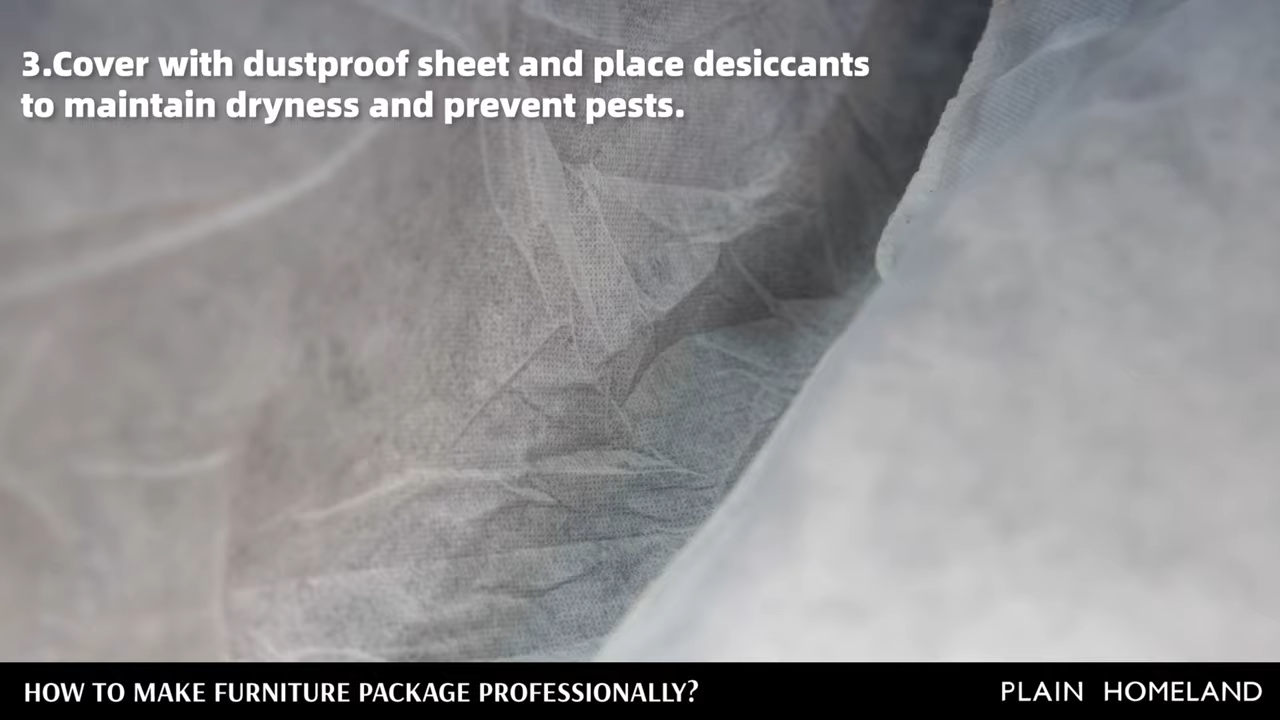 3.Cover with dustproof sheet and place desiccants
to maintain dryness and prevent pests.
HOW TO MAKE FURNITURE PACKAGE PROFESSIONALLY?
PLAIN HOMELAND